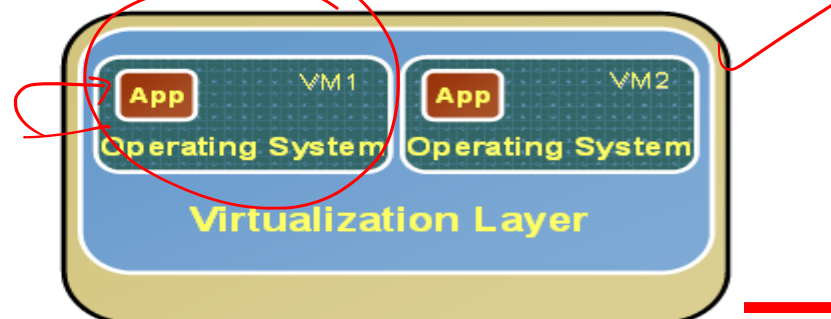 VM1 VM2
App App
Operating System Operating System
Virtualization Layer